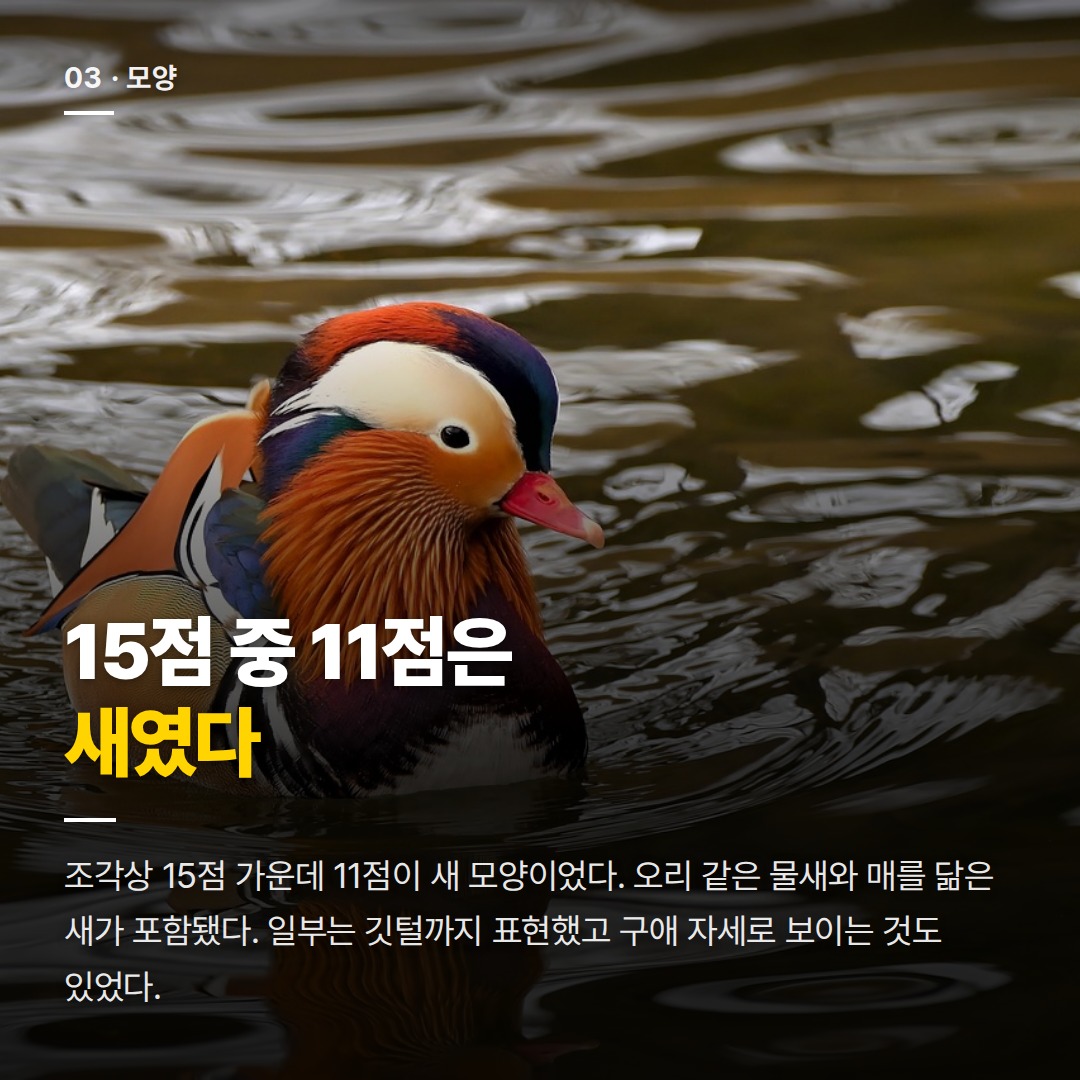 03 · 모양
15점 중 11점은
새였다
조각상 15점 가운데 11점이 새 모양이었다. 오리 같은 물새와 매를 닮은
새가 포함됐다. 일부는 깃털까지 표현했고 구애 자세로 보이는 것도
있었다.